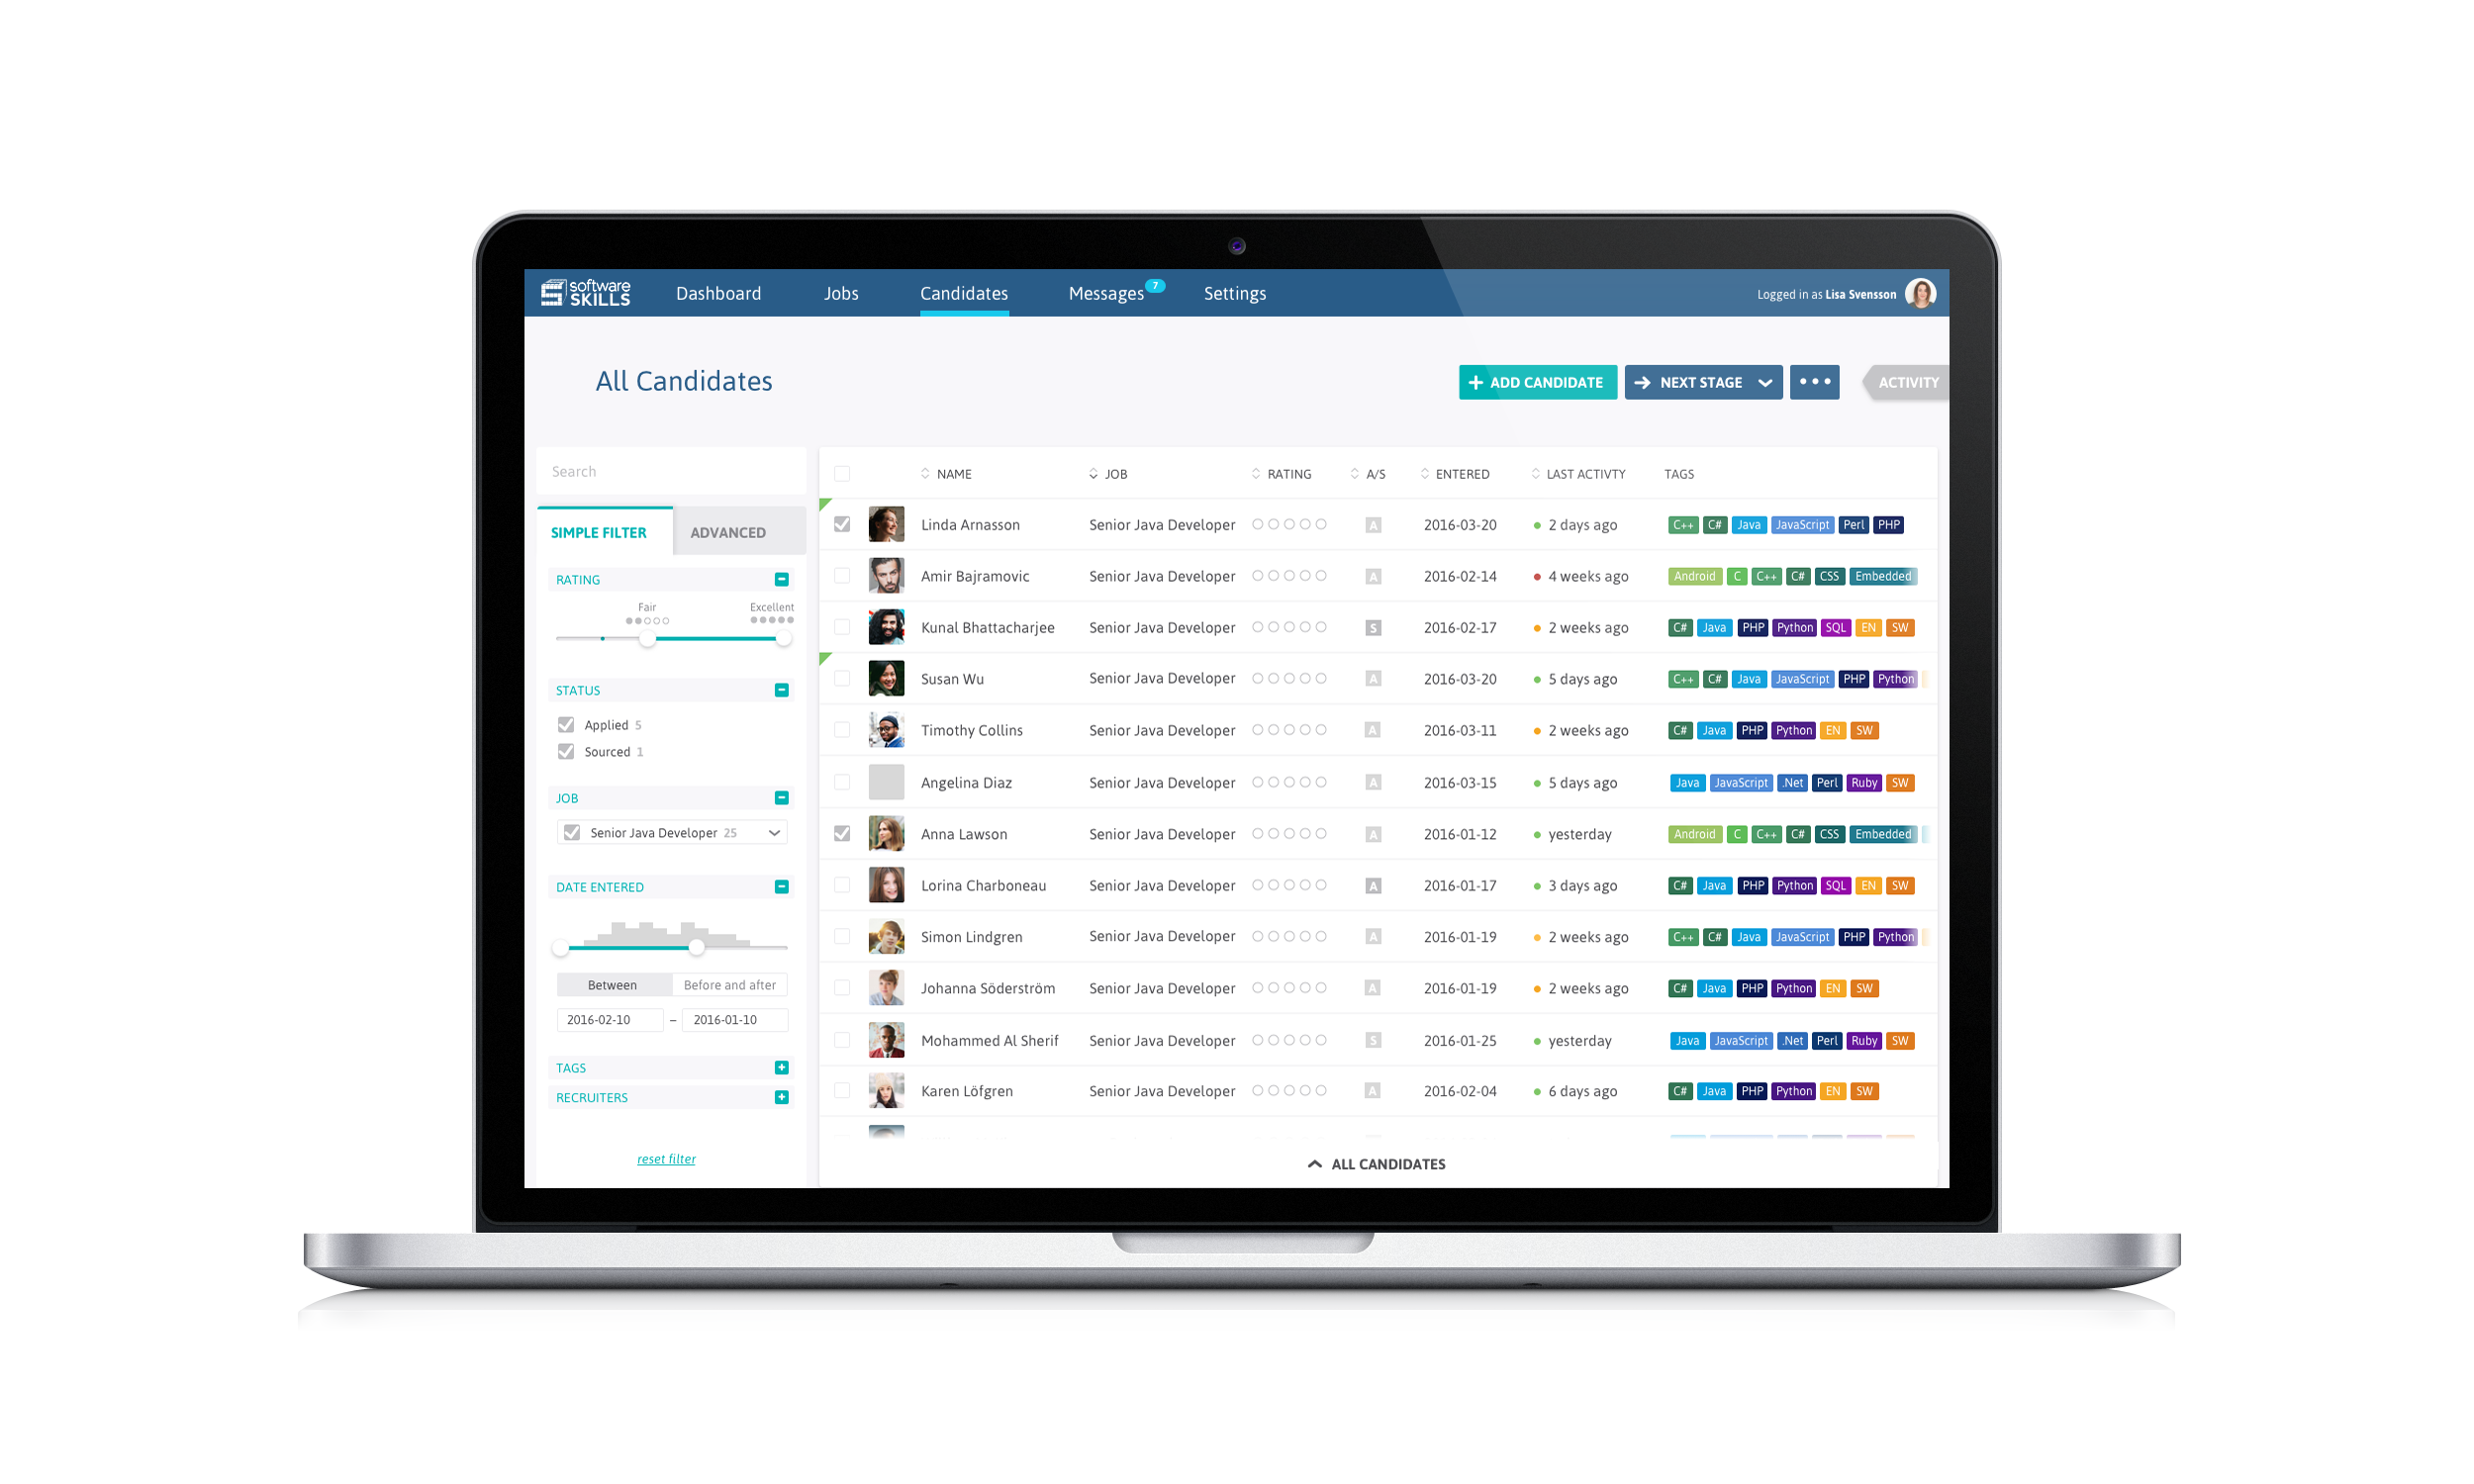 software
SKILLS
Dashboard Jobs Candidates Messages 7 Settings
Logged in as Lisa Svensson
All Candidates
+ ADD CANDIDATE → NEXT STAGE ••• ACTIVITY
Search
SIMPLE FILTER ADVANCED
RATING
Fair Excellent
STATUS
Applied 5
Sourced 1
JOB
Senior Java Developer 25
DATE ENTERED
Between Before and after
2016-02-10 – 2016-01-10
TAGS
RECRUITERS
reset filter
NAME JOB RATING A/S ENTERED LAST ACTIVTY TAGS
Linda Arnasson Senior Java Developer A 2016-03-20 2 days ago C++ C# Java JavaScript Perl PHP
Amir Bajramovic Senior Java Developer A 2016-02-14 4 weeks ago Android C C++ C# CSS Embedded
Kunal Bhattacharjee Senior Java Developer S 2016-02-17 2 weeks ago C# Java PHP Python SQL EN SW
Susan Wu Senior Java Developer A 2016-03-20 5 days ago C++ C# Java JavaScript PHP Python
Timothy Collins Senior Java Developer A 2016-03-11 2 weeks ago C# Java PHP Python EN SW
Angelina Diaz Senior Java Developer A 2016-03-15 5 days ago Java JavaScript .Net Perl Ruby SW
Anna Lawson Senior Java Developer A 2016-01-12 yesterday Android C C++ C# CSS Embedded
Lorina Charboneau Senior Java Developer A 2016-01-17 3 days ago C# Java PHP Python SQL EN SW
Simon Lindgren Senior Java Developer A 2016-01-19 2 weeks ago C++ C# Java JavaScript PHP Python
Johanna Söderström Senior Java Developer A 2016-01-19 2 weeks ago C# Java PHP Python EN SW
Mohammed Al Sherif Senior Java Developer S 2016-01-25 yesterday Java JavaScript .Net Perl Ruby SW
Karen Löfgren Senior Java Developer A 2016-02-04 6 days ago C# Java PHP Python EN SW
ALL CANDIDATES